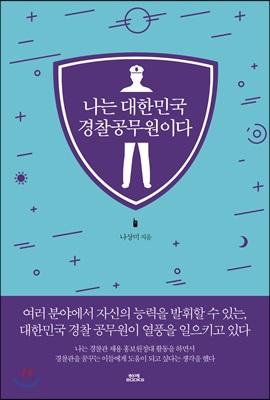 나는 대한민국
경찰공무원이다
나상미 지음
여러 분야에서 자신의 능력을 발휘할 수 있는,
대한민국 경찰 공무원이 열풍을 일으키고 있다
나는 경찰관 채용 홍보원정대 활동을 하면서
경찰관을 꿈꾸는 이들에게 도움이 되고 싶다는 생각을 했다
BOOKS